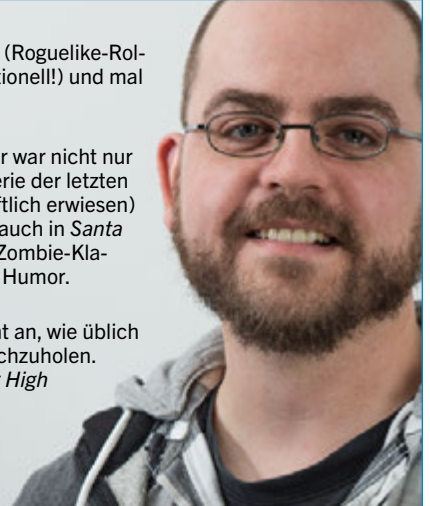 (Roguelike-Rol-
tionell!) und mal
r war nicht nur
erie der letzten
ftlich erwiesen)
auch in Santa
Zombie-Kla-
Humor.
nt an, wie üblich
chzuholen.
High